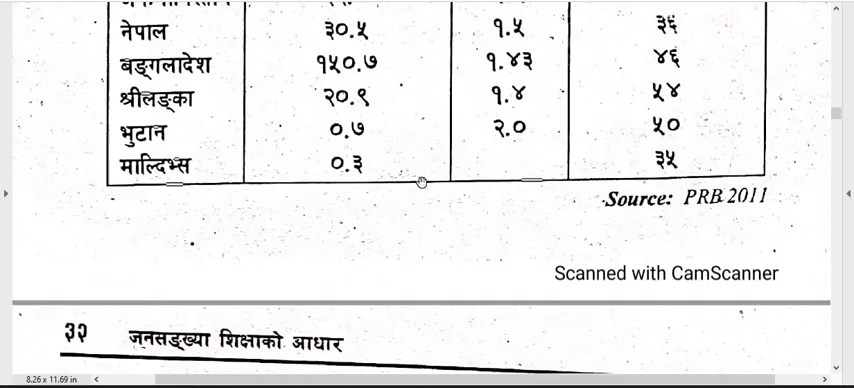 नेपाल ३०.५ १.५ ३६
बङ्गलादेश १५०.७ १.४३ ४६
श्रीलङ्का २०.९ १.४ ५४
भुटान ०.७ २.० ५०
माल्दिभ्स ०.३ ३५
Source: PRB 2011
Scanned with CamScanner
३२ जनसङ्ख्या शिक्षाको आधार
8.26 x 11.69 in